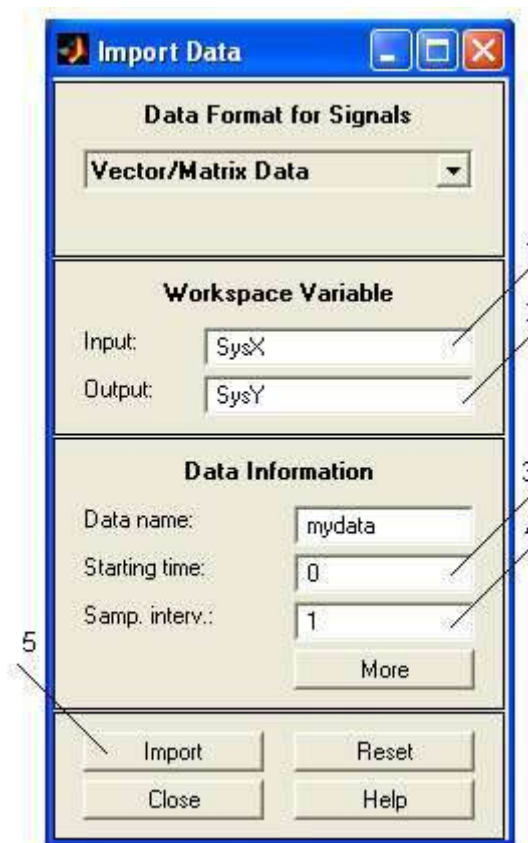 Import Data
Data Format for Signals
Vector/Matrix Data
Workspace Variable
Input: SysX
Output: SysY
Data Information
Data name: mydata
3
Starting time: 0
Samp. interv.: 1
5
More
Import Reset
Close Help